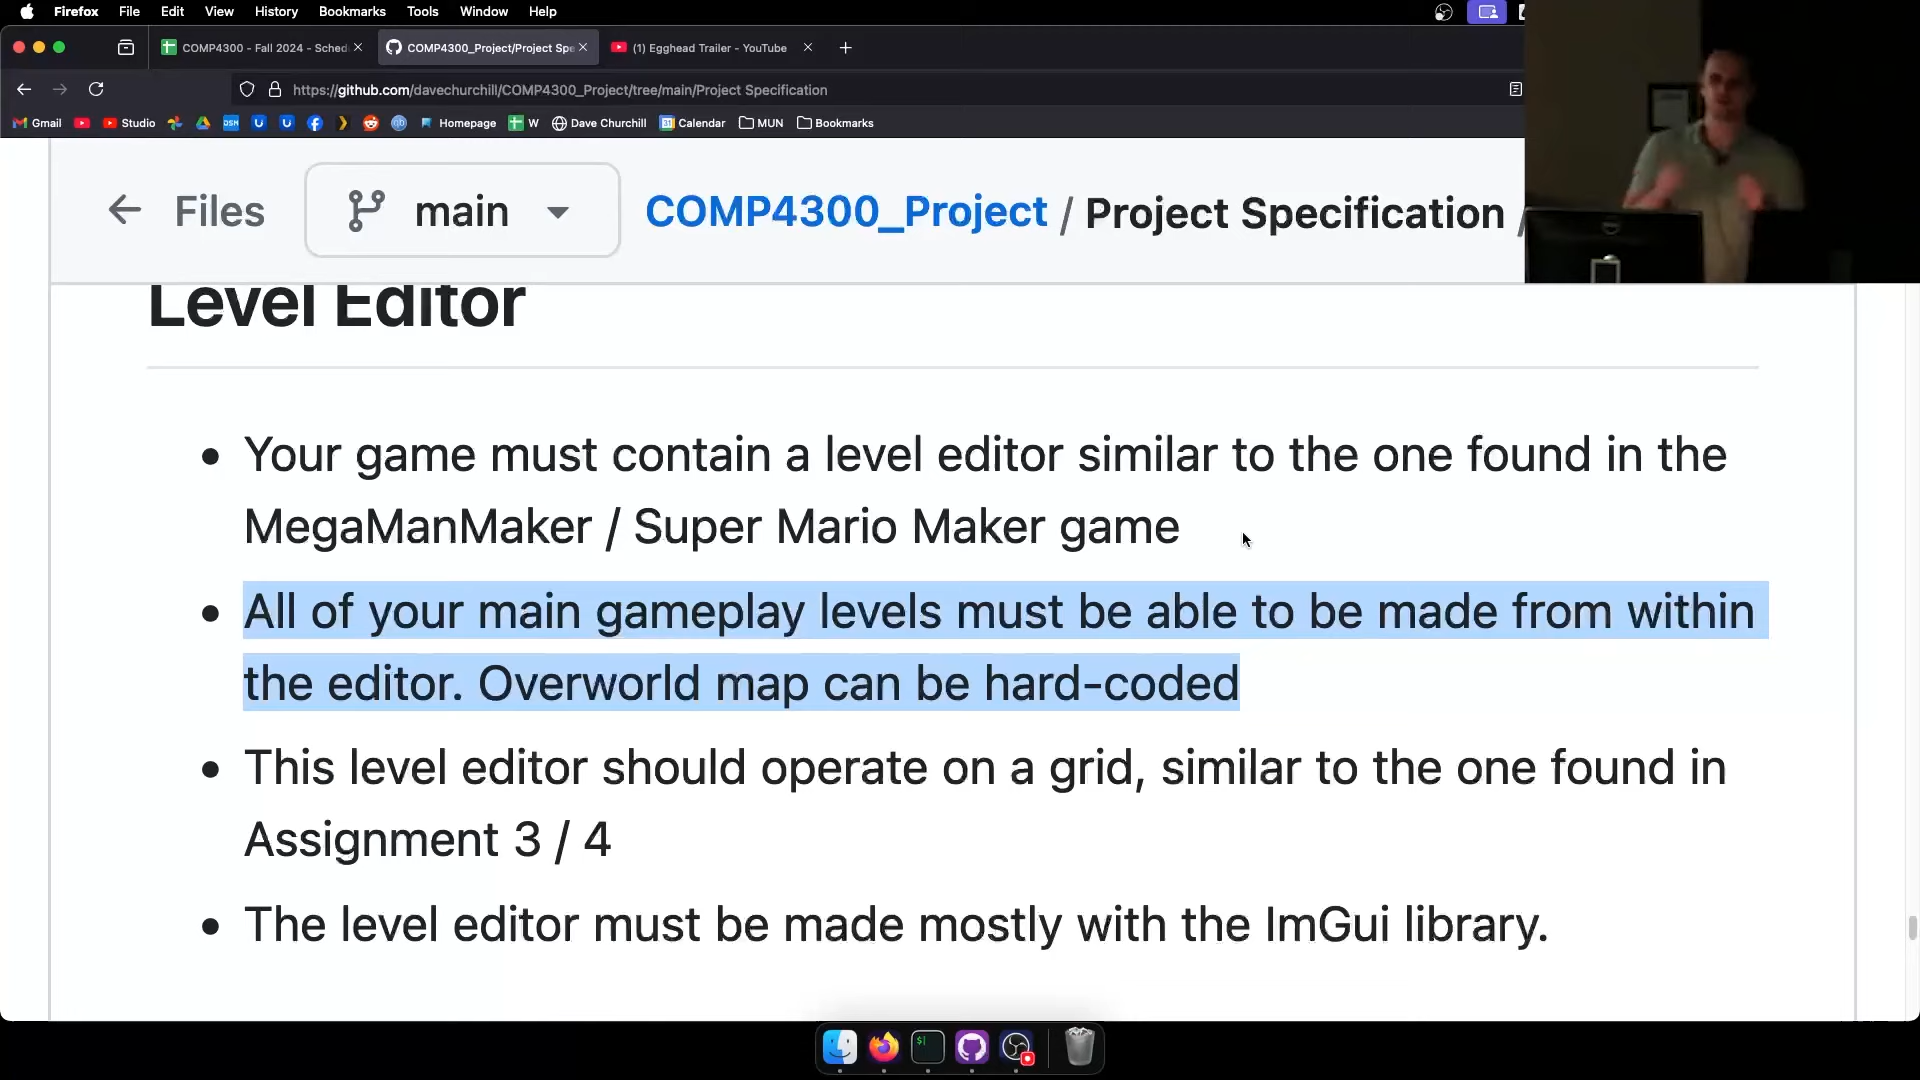 Firefox File Edit View History Bookmarks Tools Window Help
COMP4300 - Fall 2024 - Sched
COMP4300_Project/Project Spe
(1) Egghead Trailer - YouTube
https://github.com/davechurchill/COMP4300_Project/tree/main/Project Specification
Gmail Studio DSM Homepage W Dave Churchill 31 Calendar MUN Bookmarks
Files main COMP4300_Project / Project Specification /
Level Editor
• Your game must contain a level editor similar to the one found in the
MegaManMaker / Super Mario Maker game
• All of your main gameplay levels must be able to be made from within
the editor. Overworld map can be hard-coded
• This level editor should operate on a grid, similar to the one found in
Assignment 3 / 4
• The level editor must be made mostly with the ImGui library.